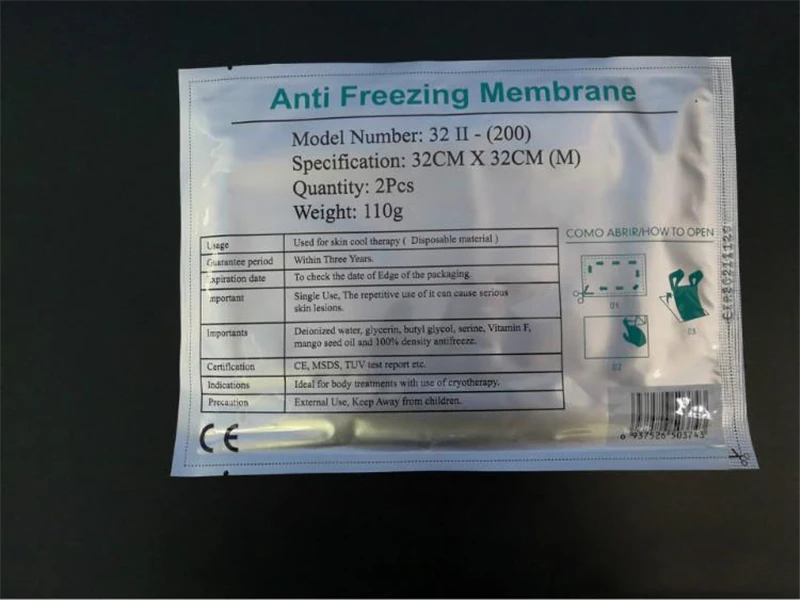 Anti Freezing Membrane
Model Number: 32 II - (200)
Specification: 32CM X 32CM (M)
Quantity: 2Pcs
Weight: 110g
Usage Used for skin cool therapy ( Disposable material )
Guarantee period Within Three Years.
xpiration date To check the date of Edge of the packaging.
mportant Single Use, The repetitive use of it can cause serious
skin lesions.
Importants Deionized water, glycerin, butyl glycol, serine, Vitamin F,
mango seed oil and 100% density antifreeze.
Certification CE, MSDS, TUV test report etc.
Indications Ideal for body treatments with use of cryotherapy.
Precaution External Use, Keep Away from children.
CE
COMO ABRIR/HOW TO OPEN
01
02
03
6 937526 503743